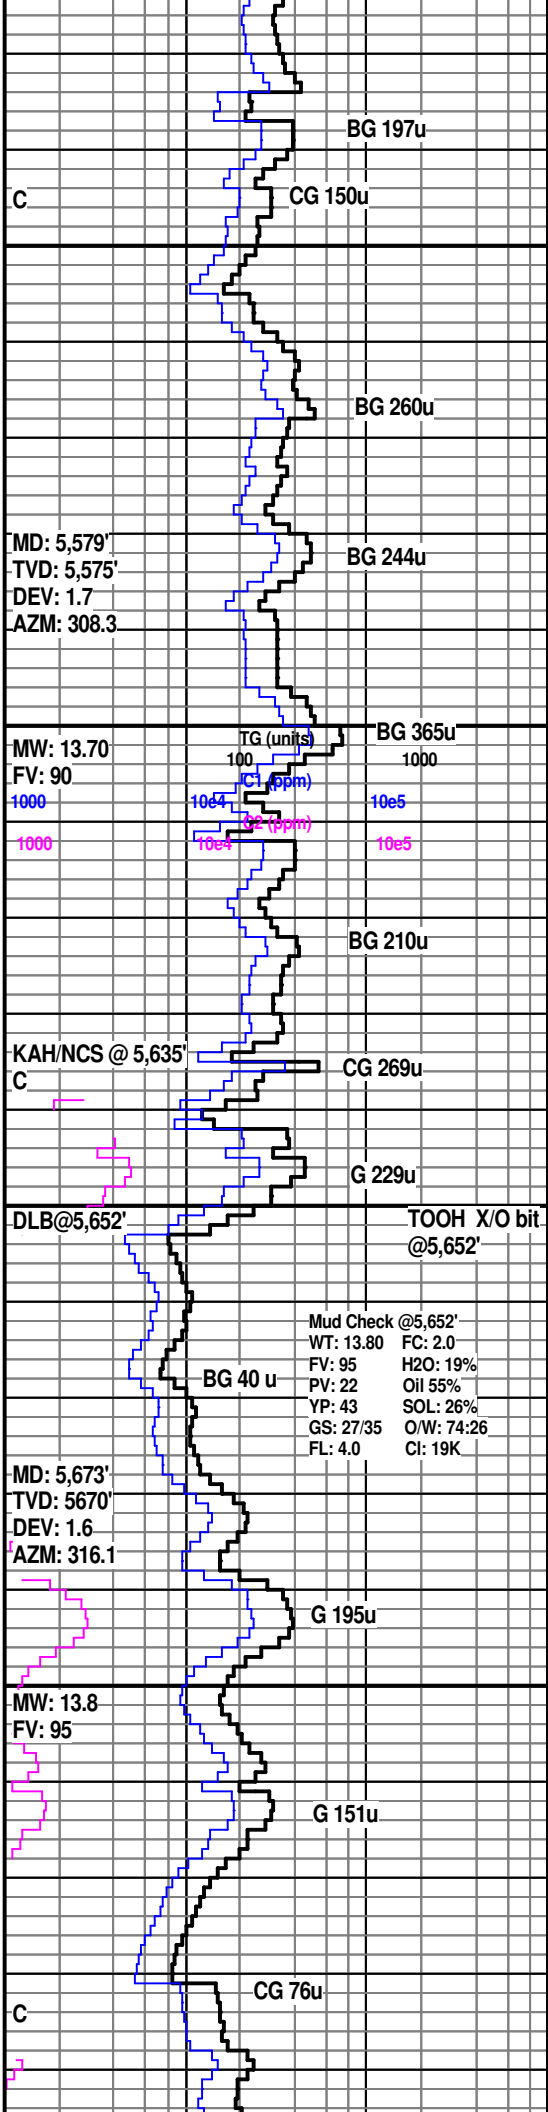 BG 197u
C
CG 150u
BG 260u
MD: 5,579'
TVD: 5,575'
DEV: 1.7
AZM: 308.3
BG 244u
BG 365u
TG (units)
MW: 13.70
FV: 90
100 1000
C1 (ppm)
1000 10e4 10e5
C2 (ppm)
1000 10e4 10e5
BG 210u
KAH/NCS @ 5,635'
C
CG 269u
G 229u
DLB@5,652'
TOOH X/O bit
@5,652'
Mud Check @5,652'
WT: 13.80 FC: 2.0
FV: 95 H2O: 19%
PV: 22 Oil 55%
YP: 43 SOL: 26%
GS: 27/35 O/W: 74:26
FL: 4.0 Cl: 19K
BG 40 u
MD: 5,673'
TVD: 5670'
DEV: 1.6
AZM: 316.1
G 195u
MW: 13.8
FV: 95
G 151u
CG 76u
C